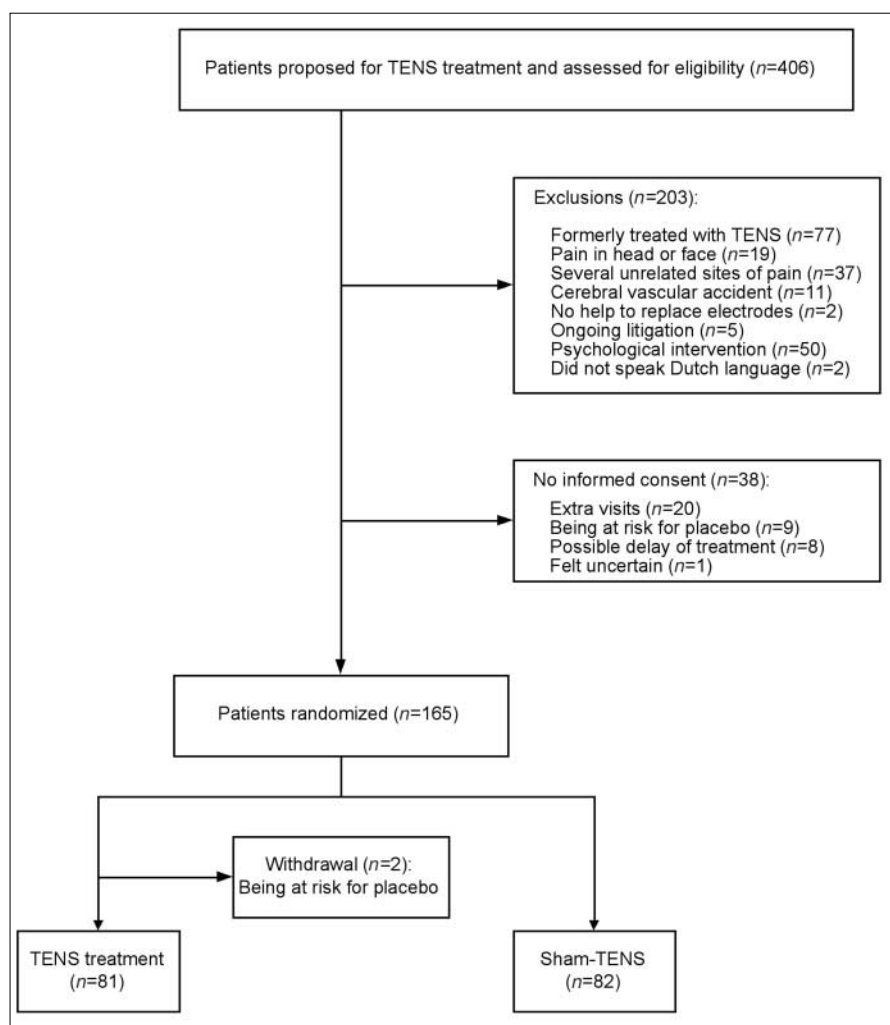 Patients proposed for TENS treatment and assessed for eligibility (n=406)
Exclusions (n=203):
Formerly treated with TENS (n=77)
Pain in head or face (n=19)
Several unrelated sites of pain (n=37)
Cerebral vascular accident (n=11)
No help to replace electrodes (n=2)
Ongoing litigation (n=5)
Psychological intervention (n=50)
Did not speak Dutch language (n=2)
No informed consent (n=38):
Extra visits (n=20)
Being at risk for placebo (n=9)
Possible delay of treatment (n=8)
Felt uncertain (n=1)
Patients randomized (n=165)
Withdrawal (n=2):
Being at risk for placebo
TENS treatment
(n=81)
Sham-TENS
(n=82)